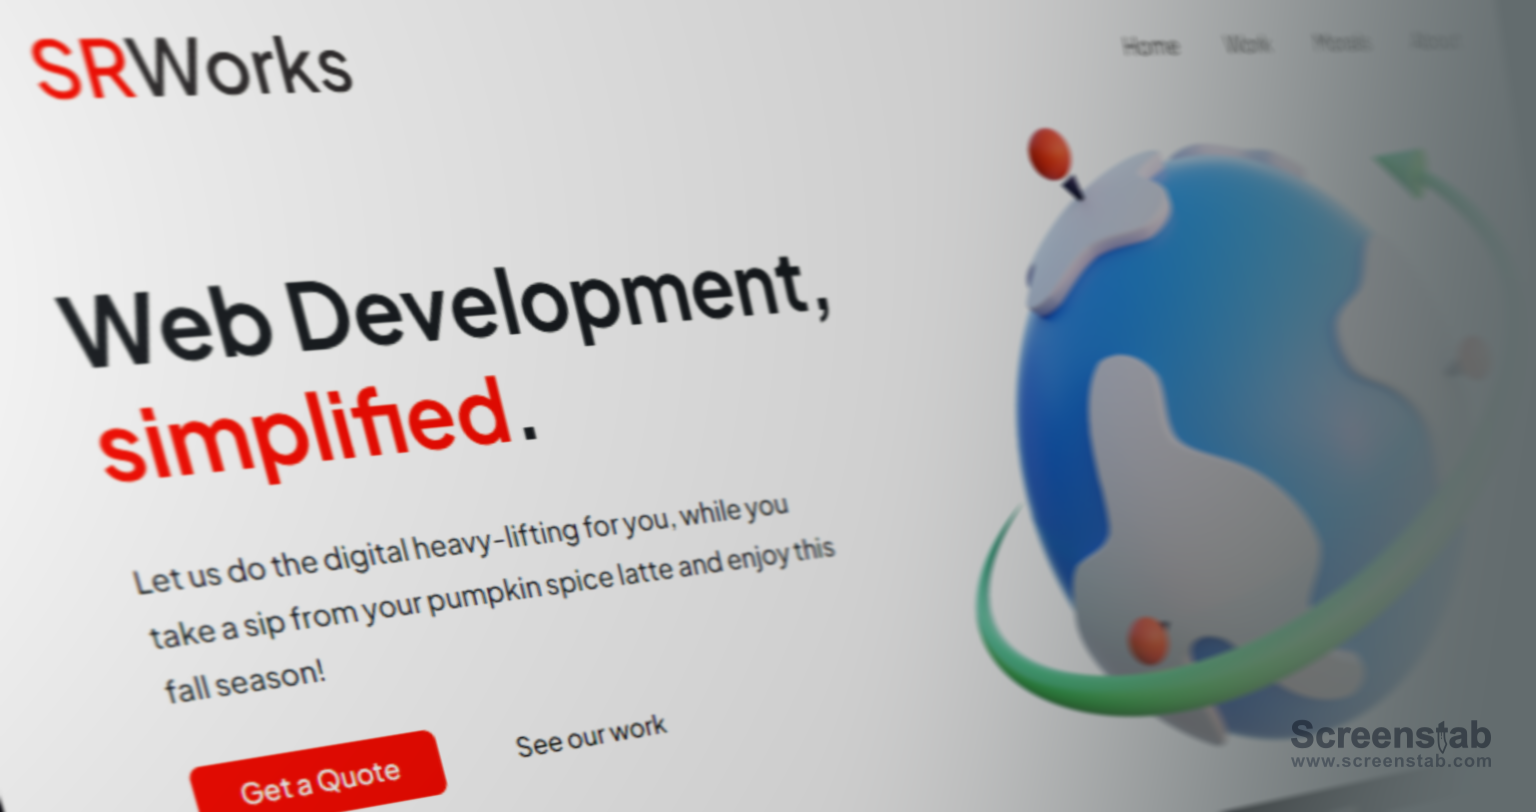 SRWorks
Home Work
Web Development,
simplified.
Let us do the digital heavy-lifting for you, while you
take a sip from your pumpkin spice latte and enjoy this
fall season!
Get a Quote See our work
Screenstab
www.screenstab.com